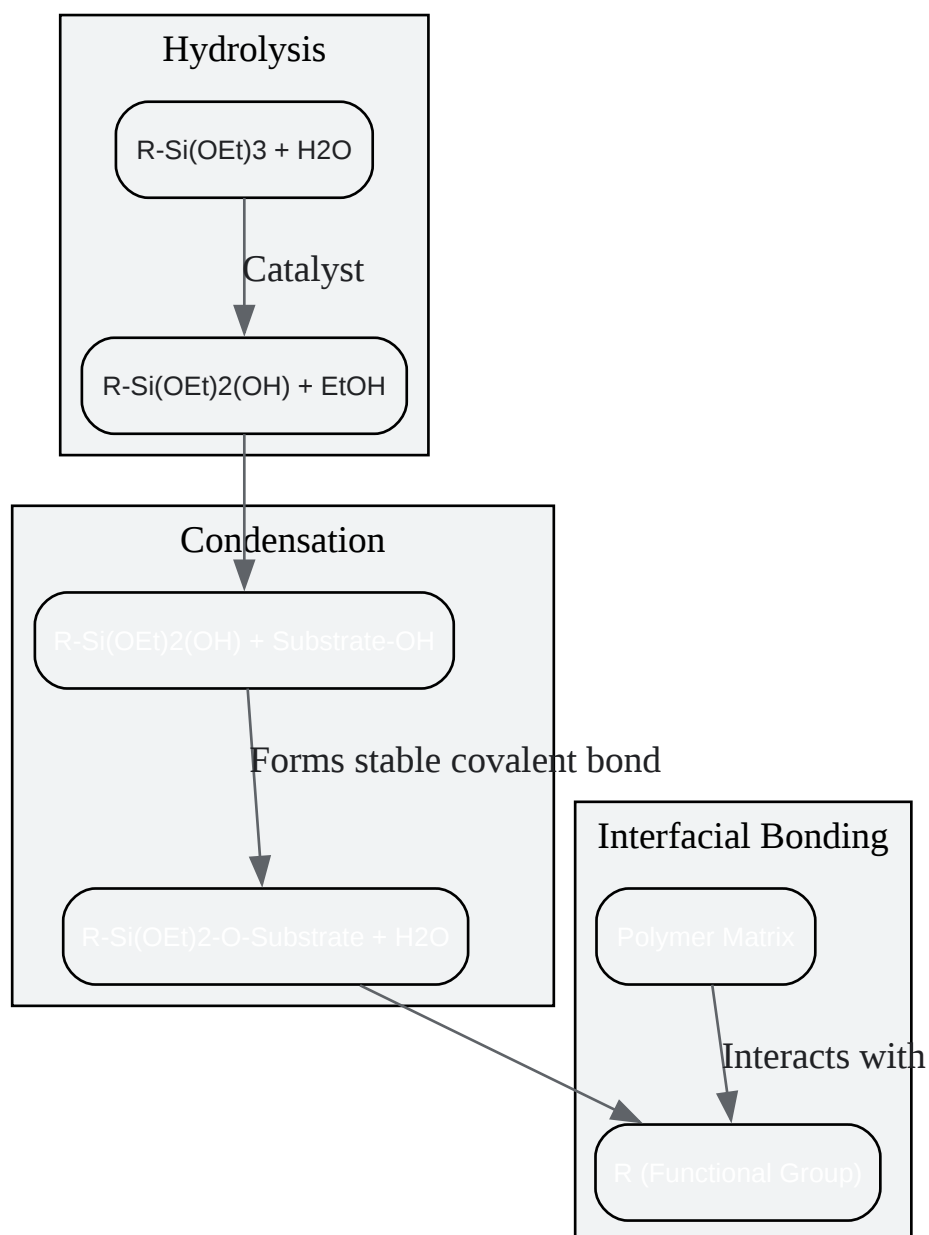 Hydrolysis
R-Si(OEt)3 + H2O
Catalyst
R-Si(OEt)2(OH) + EtOH
Condensation
R-Si(OEt)2(OH) + Substrate-OH
Forms stable covalent bond
R-Si(OEt)2-O-Substrate + H2O
Interfacial Bonding
Polymer Matrix
Interacts with
R (Functional Group)